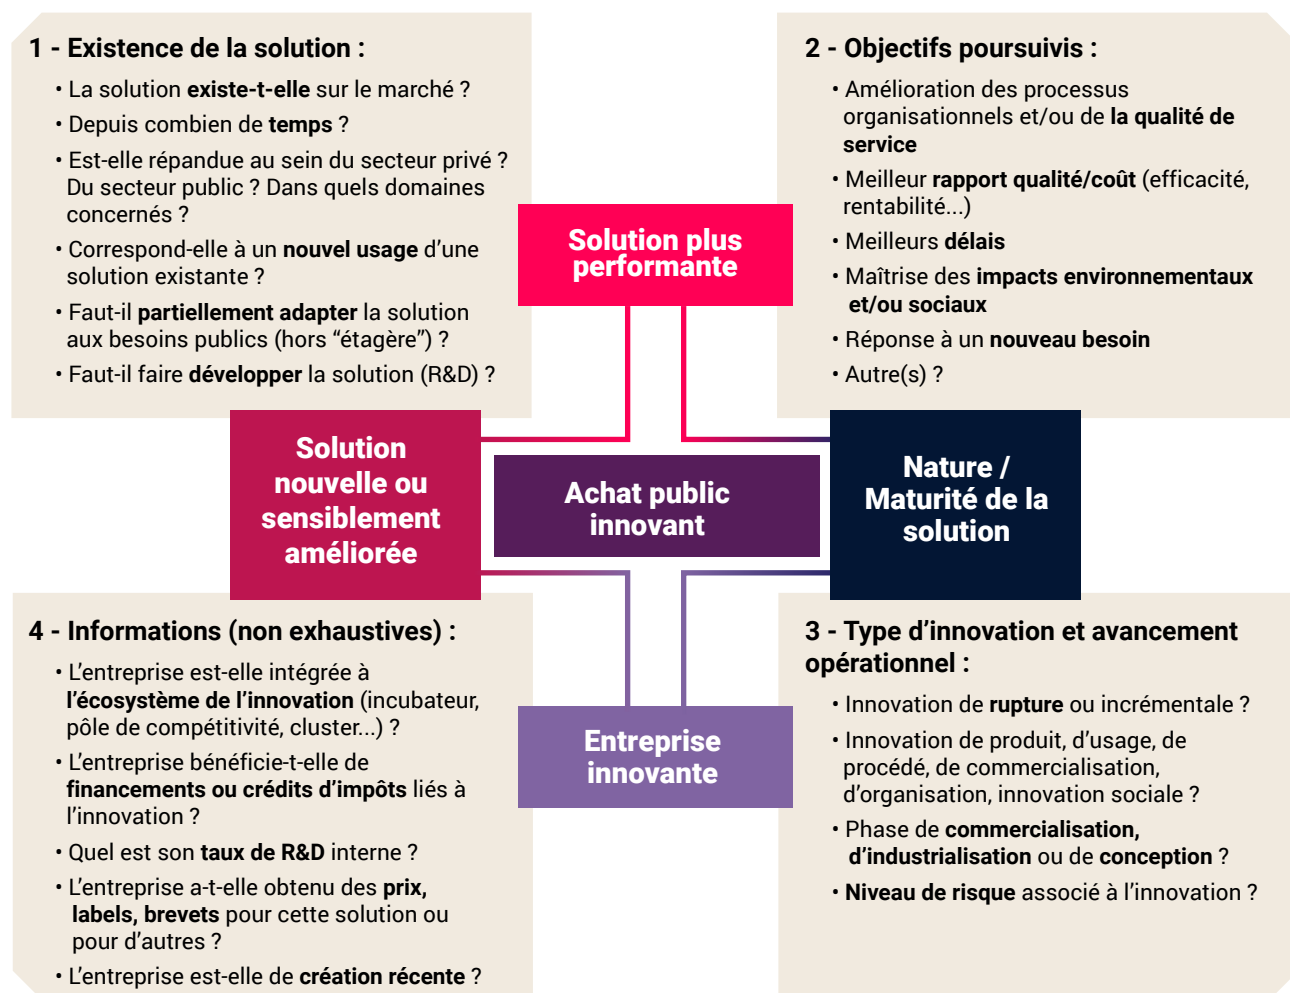 1 - Existence de la solution :
• La solution existe-t-elle sur le marché ?
• Depuis combien de temps ?
• Est-elle répandue au sein du secteur privé ?
Du secteur public ? Dans quels domaines
concernés ?
• Correspond-elle à un nouvel usage d’une
solution existante ?
• Faut-il partiellement adapter la solution
aux besoins publics (hors “étagère”) ?
• Faut-il faire développer la solution (R&D) ?
2 - Objectifs poursuivis :
• Amélioration des processus
organisationnels et/ou de la qualité de
service
• Meilleur rapport qualité/coût (efficacité,
rentabilité...)
• Meilleurs délais
• Maîtrise des impacts environnementaux
et/ou sociaux
• Réponse à un nouveau besoin
• Autre(s) ?
Solution plus
performante
Solution
nouvelle ou
sensiblement
améliorée
Achat public
innovant
Nature /
Maturité de la
solution
Entreprise
innovante
4 - Informations (non exhaustives) :
• L’entreprise est-elle intégrée à
l’écosystème de l’innovation (incubateur,
pôle de compétitivité, cluster...) ?
• L’entreprise bénéficie-t-elle de
financements ou crédits d’impôts liés à
l’innovation ?
• Quel est son taux de R&D interne ?
• L’entreprise a-t-elle obtenu des prix,
labels, brevets pour cette solution ou
pour d’autres ?
• L’entreprise est-elle de création récente ?
3 - Type d’innovation et avancement
opérationnel :
• Innovation de rupture ou incrémentale ?
• Innovation de produit, d’usage, de
procédé, de commercialisation,
d’organisation, innovation sociale ?
• Phase de commercialisation,
d’industrialisation ou de conception ?
• Niveau de risque associé à l’innovation ?